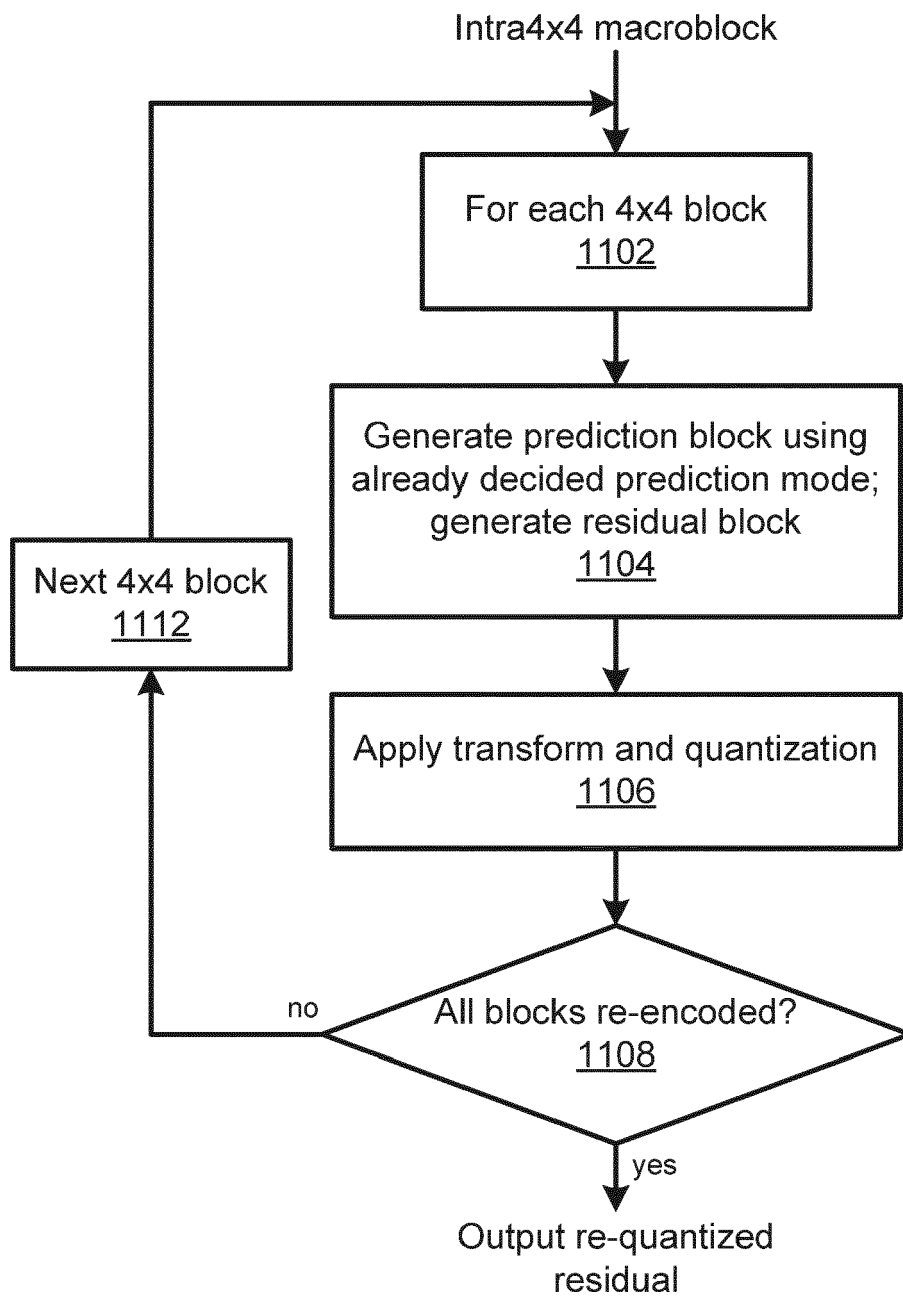 Intra4x4 macroblock
For each 4x4 block
1102
Generate prediction block using
already decided prediction mode;
generate residual block
1104
Next 4x4 block
1112
Apply transform and quantization
1106
no
All blocks re-encoded?
1108
yes
Output re-quantized
residual